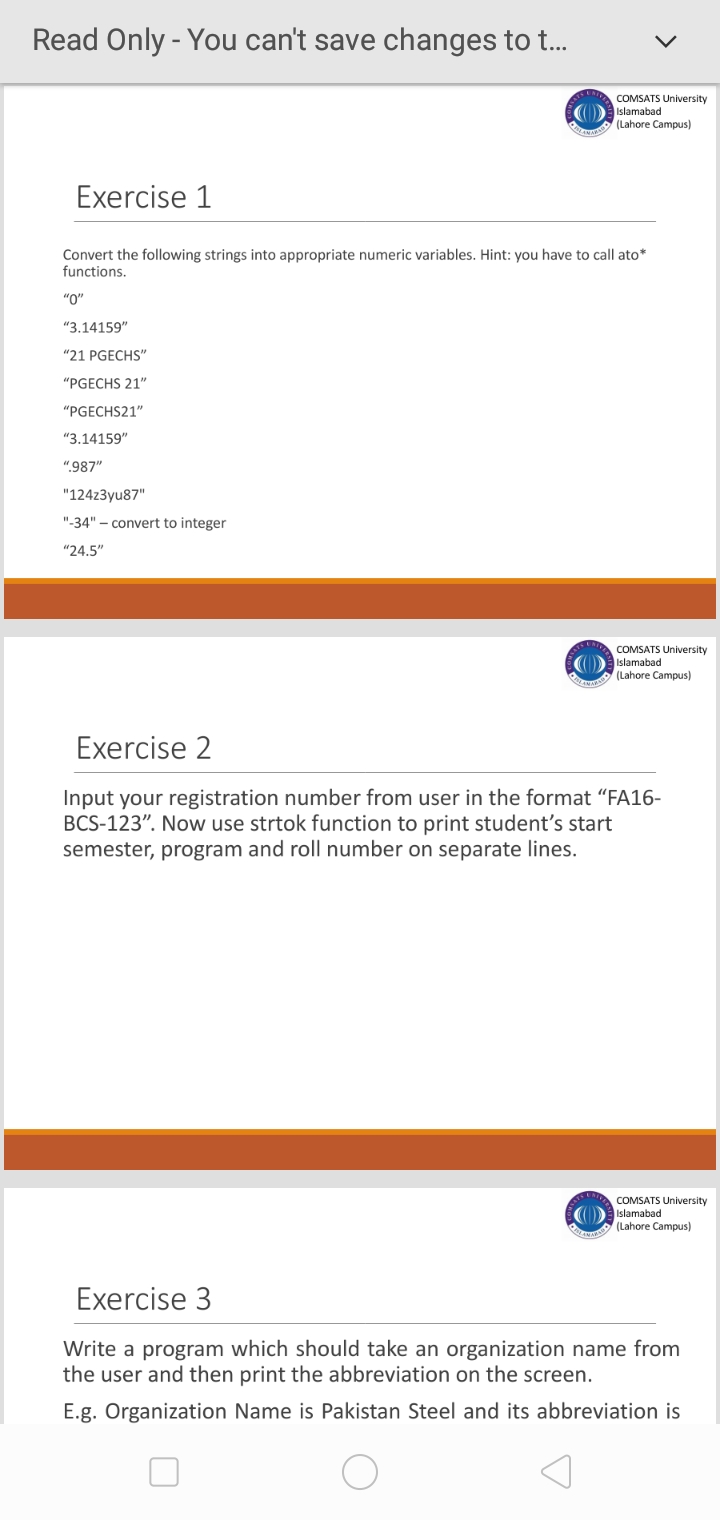 Read Only - You can't save changes to t...
COMSATS University
Islamabad
(Lahore Campus)
Exercise 1
Convert the following strings into appropriate numeric variables. Hint: you have to call ato*
functions.
“0”
“3.14159”
“21 PGECHS”
“PGECHS 21”
“PGECHS21”
“3.14159”
“.987”
"124z3yu87"
"-34" – convert to integer
“24.5”
COMSATS University
Islamabad
(Lahore Campus)
Exercise 2
Input your registration number from user in the format “FA16-
BCS-123”. Now use strtok function to print student’s start
semester, program and roll number on separate lines.
COMSATS University
Islamabad
(Lahore Campus)
Exercise 3
Write a program which should take an organization name from
the user and then print the abbreviation on the screen.
E.g. Organization Name is Pakistan Steel and its abbreviation is